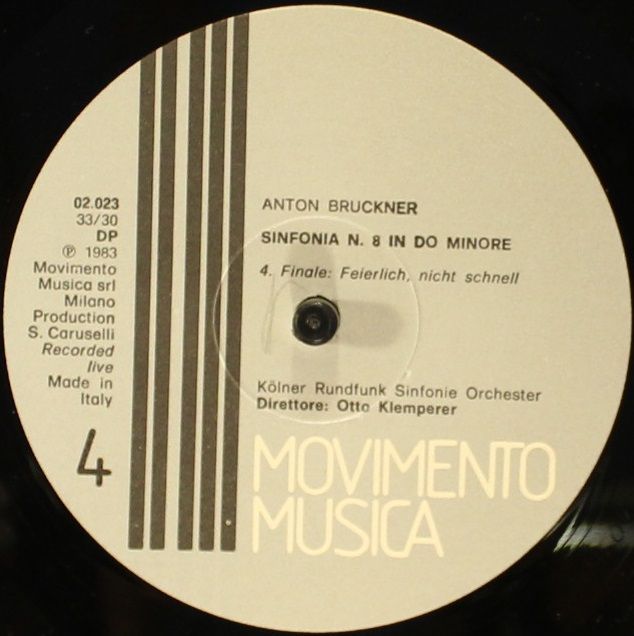 02.023
33/30
DP
℗ 1983
Movimento
Musica srl
Milano
Production
S. Caruselli
Recorded
live
Made in
Italy
4
ANTON BRUCKNER
SINFONIA N. 8 IN DO MINORE
4. Finale: Feierlich, nicht schnell
Kölner Rundfunk Sinfonie Orchester
Direttore: Otto Klemperer
MOVIMENTO
MUSICA